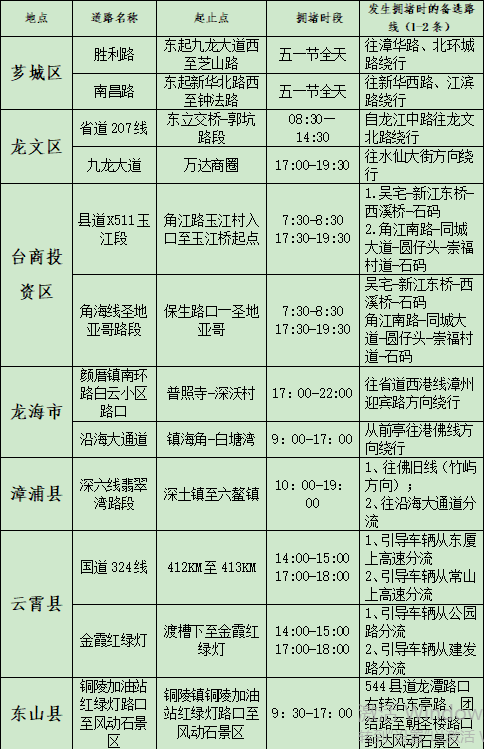 地点 道路名称 起止点 拥堵时段 发生拥堵时的备选路
线（1-2条）
芗城区
胜利路 东起九龙大道西 五一节全天 往漳华路、北环城
至芝山路 路绕行
南昌路 东起新华北路西 五一节全天 往新华西路、江滨
至钟法路 路绕行
龙文区
省道207线 东立交桥-郭坑 08:30— 自龙江中路往龙文
路段 14:30 北路绕行
九龙大道 万达商圈 17:00-19:30 往水仙大街方向绕
行
台商投
资区
县道X511玉 角江路玉江村入 7:30-8:30 1.吴宅-新江东桥-
江段 口至玉江桥起点 17:30-19:30 西溪桥-石码
2.角江南路-同城
大道-圆仔头-崇福
村道-石码
角海线圣地 保生路口—圣地 7:30-8:30 吴宅-新江东桥-西
亚哥路段 亚哥 17:30-19:30 溪桥-石码
角江南路-同城大
道-圆仔头-崇福村
道-石码
龙海市
颜厝镇南环 普照寺-深沃村 17：00-22:00 往省道西港线漳州
路白云小区 迎宾路方向绕行
路口
沿海大通道 镇海角-白塘湾 9：00-17：00 从前亭往港佛线方
向绕行
漳浦县
深六线翡翠 深土镇至六鳌镇 10：00-19： 1、往佛旧线（竹屿
湾路段 00 方向）；
2、往沿海大通道分
流
云霄县
国道324线 412KM至413KM 14:00-15:00 1、引导车辆从东厦
17:00-18:00 上高速分流
2、引导车辆从常山
上高速分流
金霞红绿灯 渡槽下至金霞红 14:00-15:00 1、引导车辆从公园
绿灯 17:00-18:00 路分流
2、引导车辆从建发
路分流
东山县
铜陵加油站 铜陵镇铜陵加油 9：30-17：00 544县道龙潭路口
红绿灯路口 站红绿灯路口至 右转沿东亭路、团
至风动石景 风动石景区 结路至朝圣楼路口
区 到达风动石景区